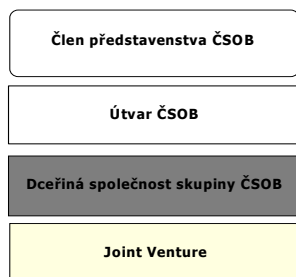 Člen představenstva ČSOB
Útvar ČSOB
Dceřiná společnost skupiny ČSOB
Joint Venture